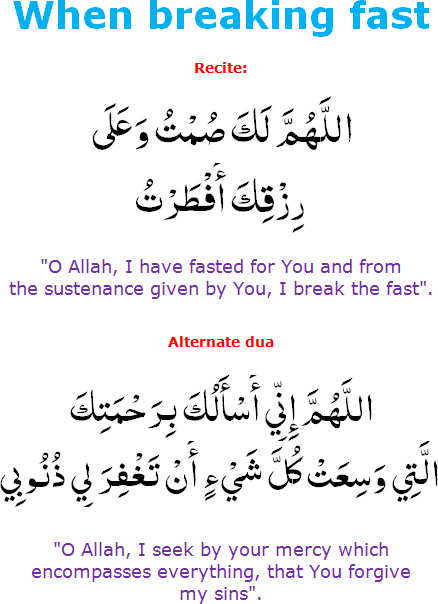 When breaking fast
Recite:
اللَّهُمَّ لَكَ صُمْتُ وَعَلَى
رِزْقِكَ أَفْطَرْتُ
"O Allah, I have fasted for You and from
the sustenance given by You, I break the fast".
Alternate dua
اللَّهُمَّ إِنِّي أَسْأَلُكَ بِرَحْمَتِكَ
الَّتِي وَسِعَتْ كُلَّ شَيْءٍ أَنْ تَغْفِرَ لِي ذُنُوبِي
"O Allah, I seek by your mercy which
encompasses everything, that You forgive
my sins".